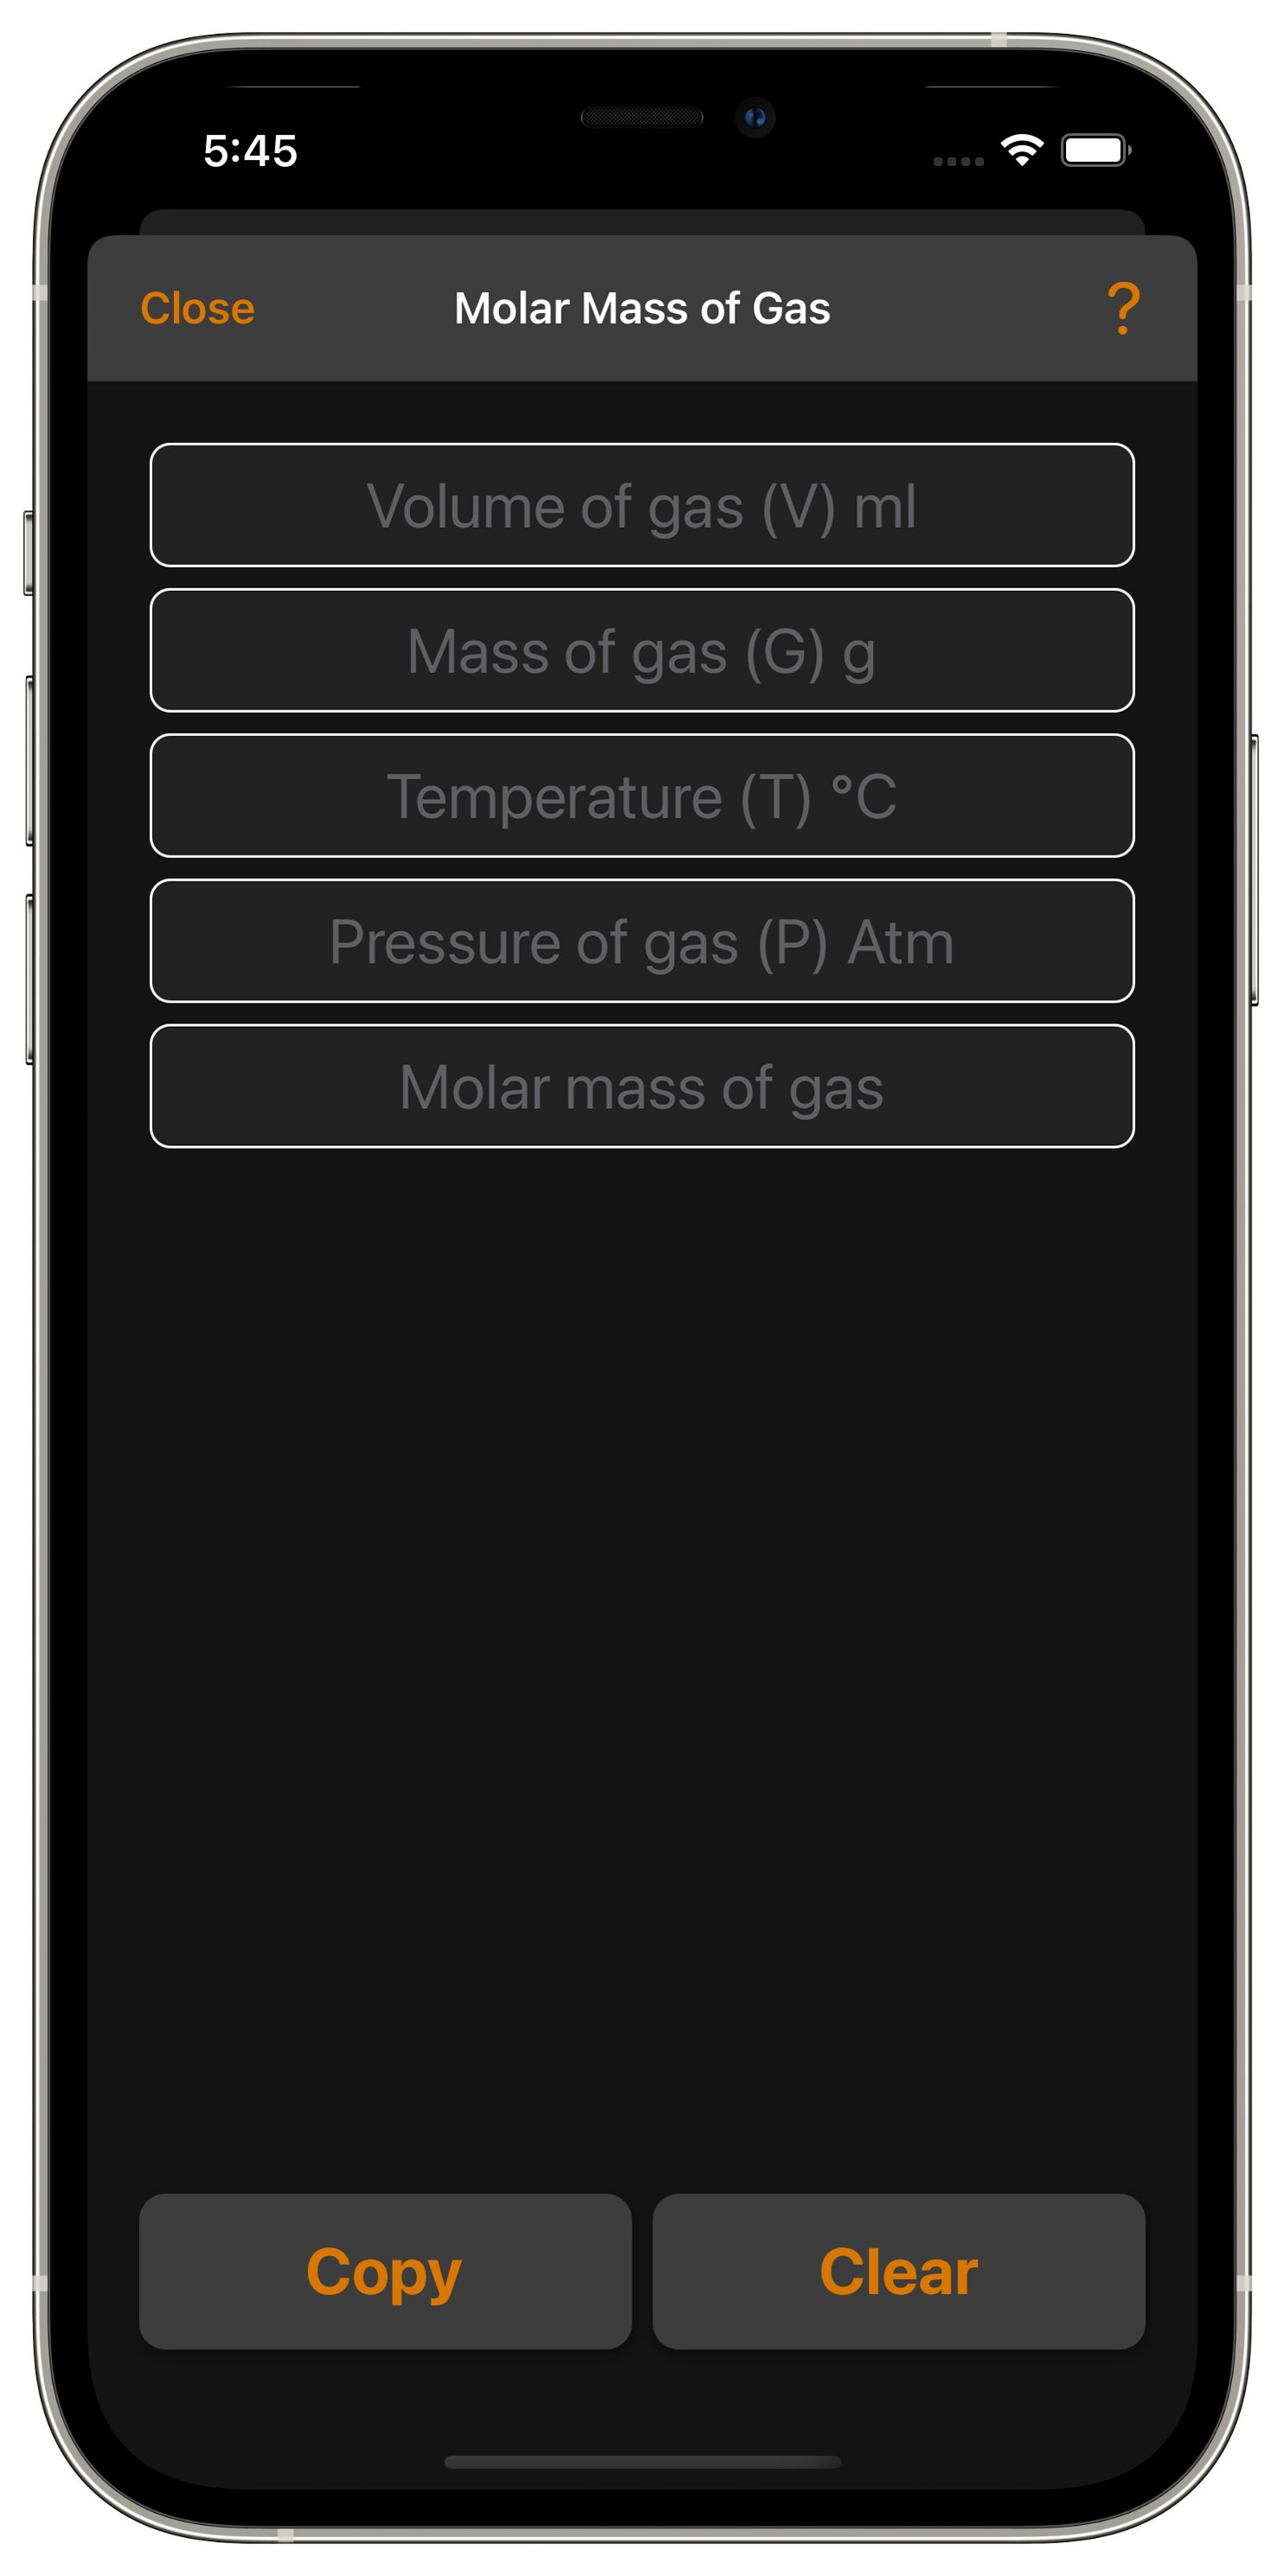 5:45
Close Molar Mass of Gas ?
Volume of gas (V) ml
Mass of gas (G) g
Temperature (T) °C
Pressure of gas (P) Atm
Molar mass of gas
Copy Clear